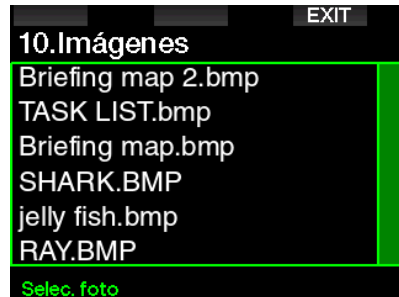 EXIT
10.Imágenes
Briefing map 2.bmp
TASK LIST.bmp
Briefing map.bmp
SHARK.BMP
jelly fish.bmp
RAY.BMP
Selec. foto